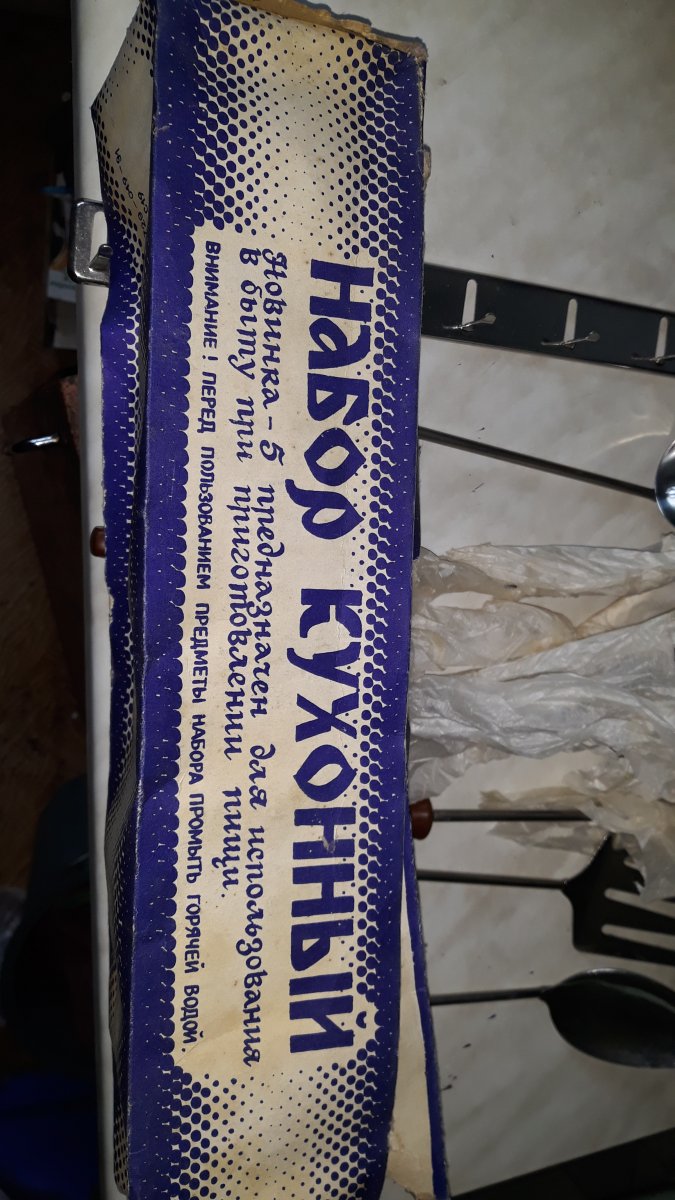 Набор кухонный
Новинка-5 предназначен для использования
в быту при приготовлении пищи.
ВНИМАНИЕ! ПЕРЕД ПОЛЬЗОВАНИЕМ ПРЕДМЕТЫ НАБОРА ПРОМЫТЬ ГОРЯЧЕЙ ВОДОЙ.